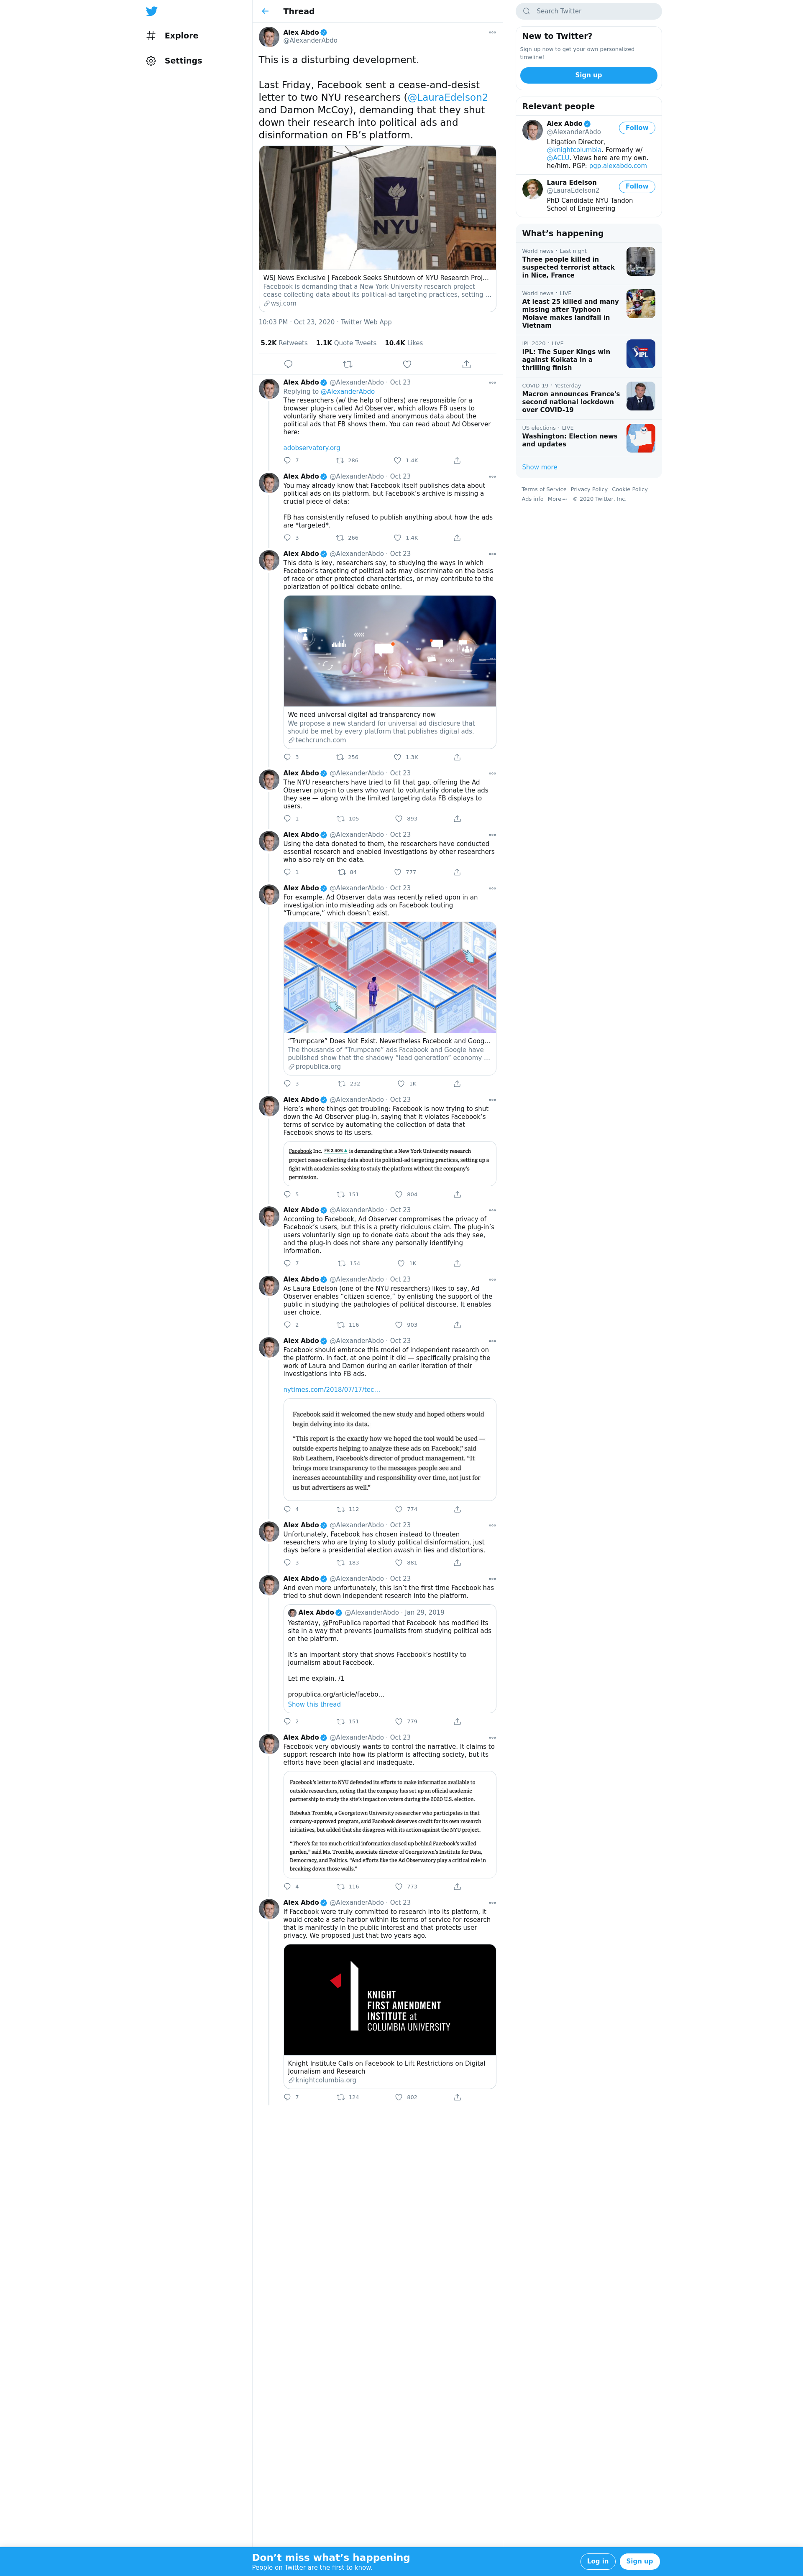 Explore
Settings
Thread
Alex Abdo
@AlexanderAbdo
This is a disturbing development.
Last Friday, Facebook sent a cease-and-desist
letter to two NYU researchers (@LauraEdelson2
and Damon McCoy), demanding that they shut
down their research into political ads and
disinformation on FB’s platform.
NYU
WSJ News Exclusive | Facebook Seeks Shutdown of NYU Research Proj...
Facebook is demanding that a New York University research project
cease collecting data about its political-ad targeting practices, setting ...
wsj.com
10:03 PM · Oct 23, 2020 · Twitter Web App
5.2K Retweets 1.1K Quote Tweets 10.4K Likes
Alex Abdo @AlexanderAbdo · Oct 23
Replying to @AlexanderAbdo
The researchers (w/ the help of others) are responsible for a
browser plug-in called Ad Observer, which allows FB users to
voluntarily share very limited and anonymous data about the
political ads that FB shows them. You can read about Ad Observer
here:
adobservatory.org
7 286 1.4K
Alex Abdo @AlexanderAbdo · Oct 23
You may already know that Facebook itself publishes data about
political ads on its platform. but Facebook’s archive is missing a
crucial piece of data:
FB has consistently refused to publish anything about how the ads
are *targeted*.
3 266 1.4K
Alex Abdo @AlexanderAbdo · Oct 23
This data is key, researchers say, to studying the ways in which
Facebook’s targeting of political ads may discriminate on the basis
of race or other protected characteristics, or may contribute to the
polarization of political debate online.
We need universal digital ad transparency now
We propose a new standard for universal ad disclosure that
should be met by every platform that publishes digital ads.
techcrunch.com
3 256 1.3K
Alex Abdo @AlexanderAbdo · Oct 23
The NYU researchers have tried to fill that gap, offering the Ad
Observer plug-in to users who want to voluntarily donate the ads
they see — along with the limited targeting data FB displays to
users.
1 105 893
Alex Abdo @AlexanderAbdo · Oct 23
Using the data donated to them, the researchers have conducted
essential research and enabled investigations by other researchers
who also rely on the data.
1 84 777
Alex Abdo @AlexanderAbdo · Oct 23
For example, Ad Observer data was recently relied upon in an
investigation into misleading ads on Facebook touting
“Trumpcare,” which doesn’t exist.
“Trumpcare” Does Not Exist. Nevertheless Facebook and Goog...
The thousands of “Trumpcare” ads Facebook and Google have
published show that the shadowy “lead generation” economy ...
propublica.org
3 232 1K
Alex Abdo @AlexanderAbdo · Oct 23
Here’s where things get troubling: Facebook is now trying to shut
down the Ad Observer plug-in, saying that it violates Facebook’s
terms of service by automating the collection of data that
Facebook shows to its users.
Facebook Inc. FB 2.40% ▲ is demanding that a New York University research
project cease collecting data about its political-ad targeting practices, setting up a
fight with academics seeking to study the platform without the company’s
permission.
5 151 804
Alex Abdo @AlexanderAbdo · Oct 23
According to Facebook, Ad Observer compromises the privacy of
Facebook’s users, but this is a pretty ridiculous claim. The plug-in’s
users voluntarily sign up to donate data about the ads they see,
and the plug-in does not share any personally identifying
information.
7 154 1K
Alex Abdo @AlexanderAbdo · Oct 23
As Laura Edelson (one of the NYU researchers) likes to say, Ad
Observer enables “citizen science,” by enlisting the support of the
public in studying the pathologies of political discourse. It enables
user choice.
2 116 903
Alex Abdo @AlexanderAbdo · Oct 23
Facebook should embrace this model of independent research on
the platform. In fact, at one point it did — specifically praising the
work of Laura and Damon during an earlier iteration of their
investigations into FB ads.
nytimes.com/2018/07/17/tec…
Facebook said it welcomed the new study and hoped others would
begin delving into its data.
“This report is the exactly how we hoped the tool would be used —
outside experts helping to analyze these ads on Facebook,” said
Rob Leathern, Facebook’s director of product management. “It
brings more transparency to the messages people see and
increases accountability and responsibility over time, not just for
us but advertisers as well.”
4 112 774
Alex Abdo @AlexanderAbdo · Oct 23
Unfortunately, Facebook has chosen instead to threaten
researchers who are trying to study political disinformation, just
days before a presidential election awash in lies and distortions.
3 183 881
Alex Abdo @AlexanderAbdo · Oct 23
And even more unfortunately, this isn’t the first time Facebook has
tried to shut down independent research into the platform.
Alex Abdo @AlexanderAbdo · Jan 29, 2019
Yesterday, @ProPublica reported that Facebook has modified its
site in a way that prevents journalists from studying political ads
on the platform.
It’s an important story that shows Facebook’s hostility to
journalism about Facebook.
Let me explain. /1
propublica.org/article/facebo…
Show this thread
2 151 779
Alex Abdo @AlexanderAbdo · Oct 23
Facebook very obviously wants to control the narrative. It claims to
support research into how its platform is affecting society, but its
efforts have been glacial and inadequate.
Facebook’s letter to NYU defended its efforts to make information available to
outside researchers, noting that the company has set up an official academic
partnership to study the site’s impact on voters during the 2020 U.S. election.
Rebekah Tromble, a Georgetown University researcher who participates in that
company-approved program, said Facebook deserves credit for its own research
initiatives, but added that she disagrees with its action against the NYU project.
“There’s far too much critical information closed up behind Facebook’s walled
garden,” said Ms. Tromble, associate director of Georgetown’s Institute for Data,
Democracy, and Politics. “And efforts like the Ad Observatory play a critical role in
breaking down those walls.”
4 116 773
Alex Abdo @AlexanderAbdo · Oct 23
If Facebook were truly committed to research into its platform, it
would create a safe harbor within its terms of service for research
that is manifestly in the public interest and that protects user
privacy. We proposed just that two years ago.
KNIGHT
FIRST AMENDMENT
INSTITUTE at
COLUMBIA UNIVERSITY
Knight Institute Calls on Facebook to Lift Restrictions on Digital
Journalism and Research
knightcolumbia.org
7 124 802
Search Twitter
New to Twitter?
Sign up now to get your own personalized
timeline!
Sign up
Relevant people
Alex Abdo
@AlexanderAbdo
Follow
Litigation Director,
@knightcolumbia. Formerly w/
@ACLU. Views here are my own.
he/him. PGP: pgp.alexabdo.com
Laura Edelson
@LauraEdelson2
Follow
PhD Candidate NYU Tandon
School of Engineering
What’s happening
World news · Last night
Three people killed in
suspected terrorist attack
in Nice, France
World news · LIVE
At least 25 killed and many
missing after Typhoon
Molave makes landfall in
Vietnam
IPL 2020 · LIVE
IPL: The Super Kings win
against Kolkata in a
thrilling finish
IPL
COVID-19 · Yesterday
Macron announces France's
second national lockdown
over COVID-19
US elections · LIVE
Washington: Election news
and updates
Show more
Terms of Service Privacy Policy Cookie Policy
Ads info More © 2020 Twitter, Inc.
Don’t miss what’s happening
People on Twitter are the first to know.
Log in
Sign up